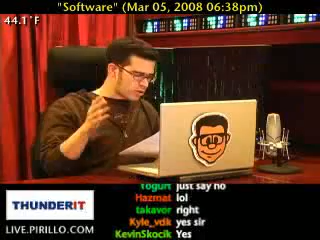 "Software" (Mar 05, 2008 06:38pm)
44.1°F
Yogurt just say no
Hazmat lol
takavor right
Kyle_vdk yes sir
KevinSkocik Yes
THUNDERIT
LIVE.PIRILLO.COM